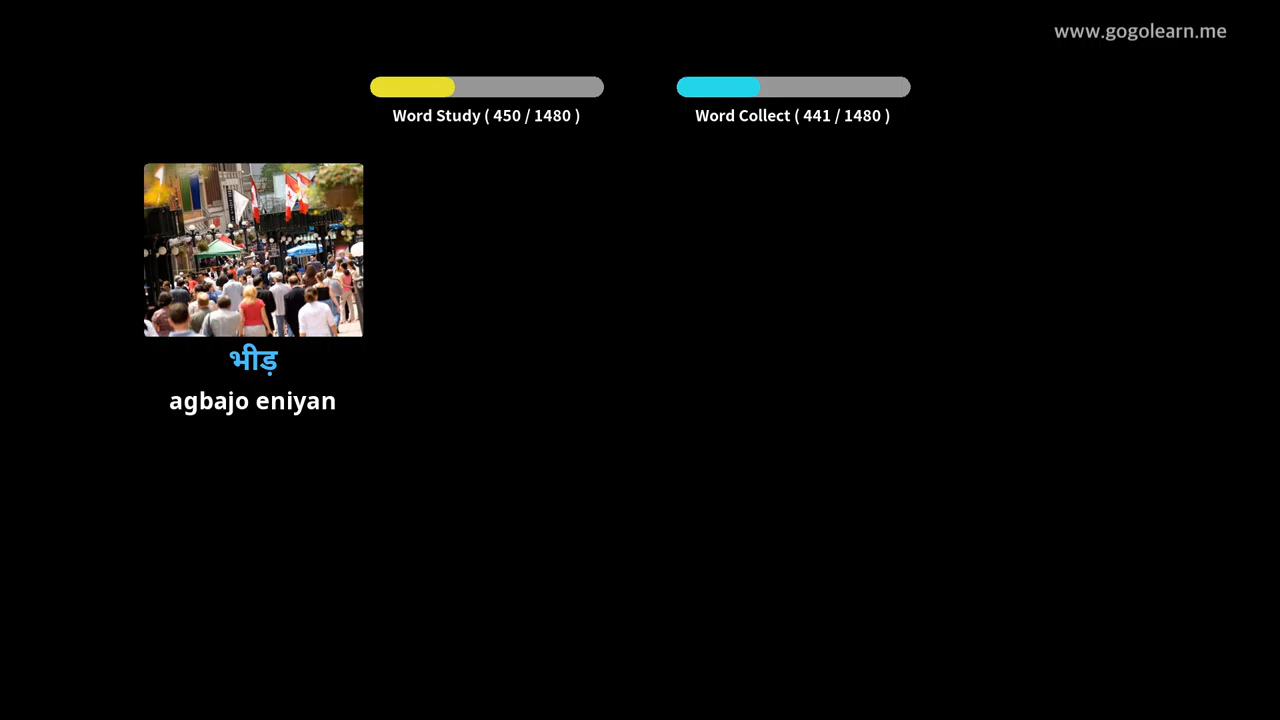 www.gogolearn.me
Word Study ( 450 / 1480 )
Word Collect ( 441 / 1480 )
भीड़
agbajo eniyan